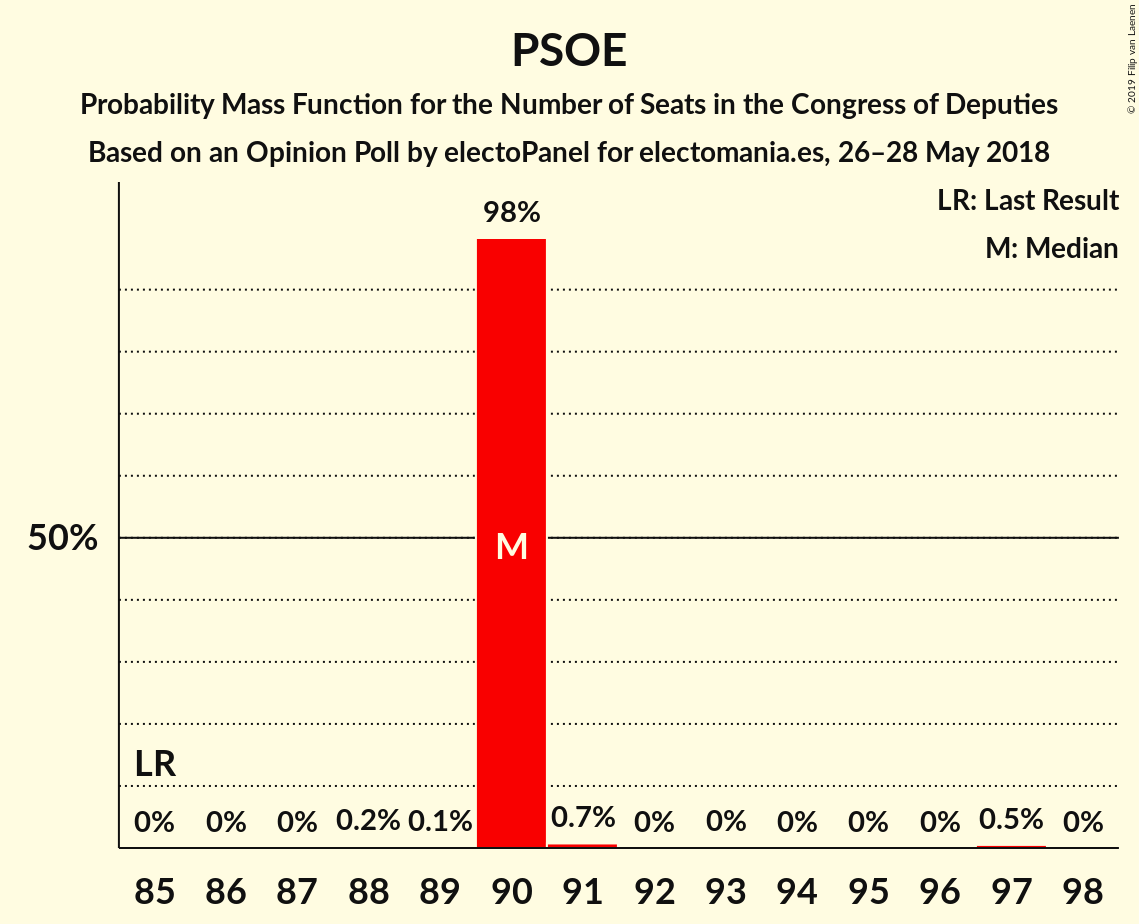 PSOE
Probability Mass Function for the Number of Seats in the Congress of Deputies
Based on an Opinion Poll by electoPanel for electomania.es, 26–28 May 2018
© 2019 Filip van Laenen
LR: Last Result
M: Median
98%
50%
M
LR
0% 0% 0% 0.2% 0.1% 0.7% 0% 0% 0% 0% 0% 0.5% 0%
85 86 87 88 89 90 91 92 93 94 95 96 97 98